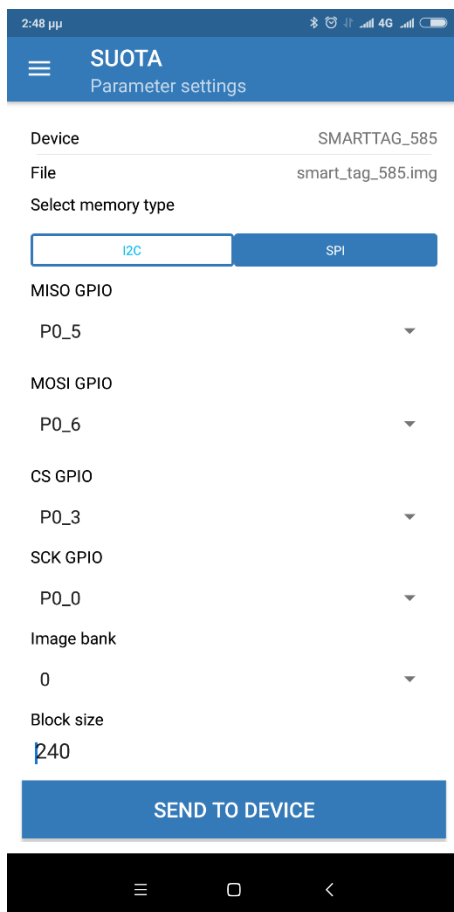 2:48 μμ 4G
SUOTA
Parameter settings
Device SMARTTAG_585
File smart_tag_585.img
Select memory type
I2C SPI
MISO GPIO
P0_5
MOSI GPIO
P0_6
CS GPIO
P0_3
SCK GPIO
P0_0
Image bank
0
Block size
240
SEND TO DEVICE